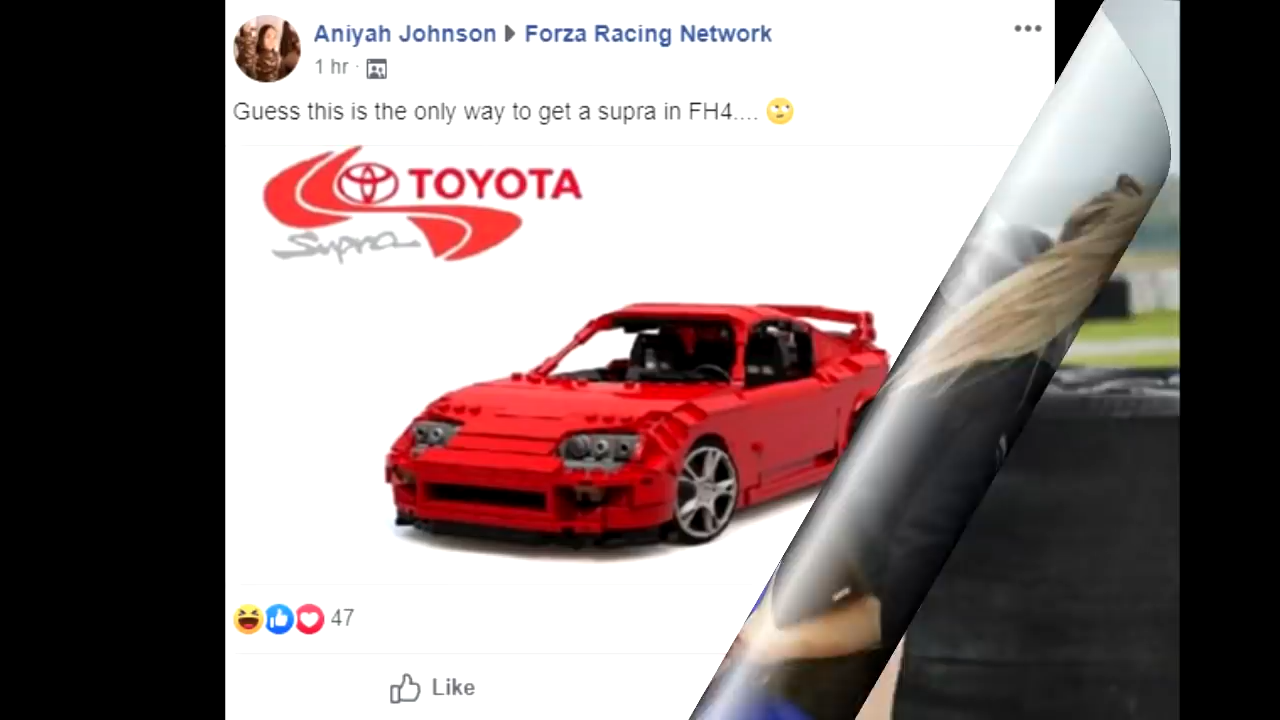 Aniyah Johnson Forza Racing Network
1 hr ·
Guess this is the only way to get a supra in FH4....
TOYOTA
Supra
47
Like